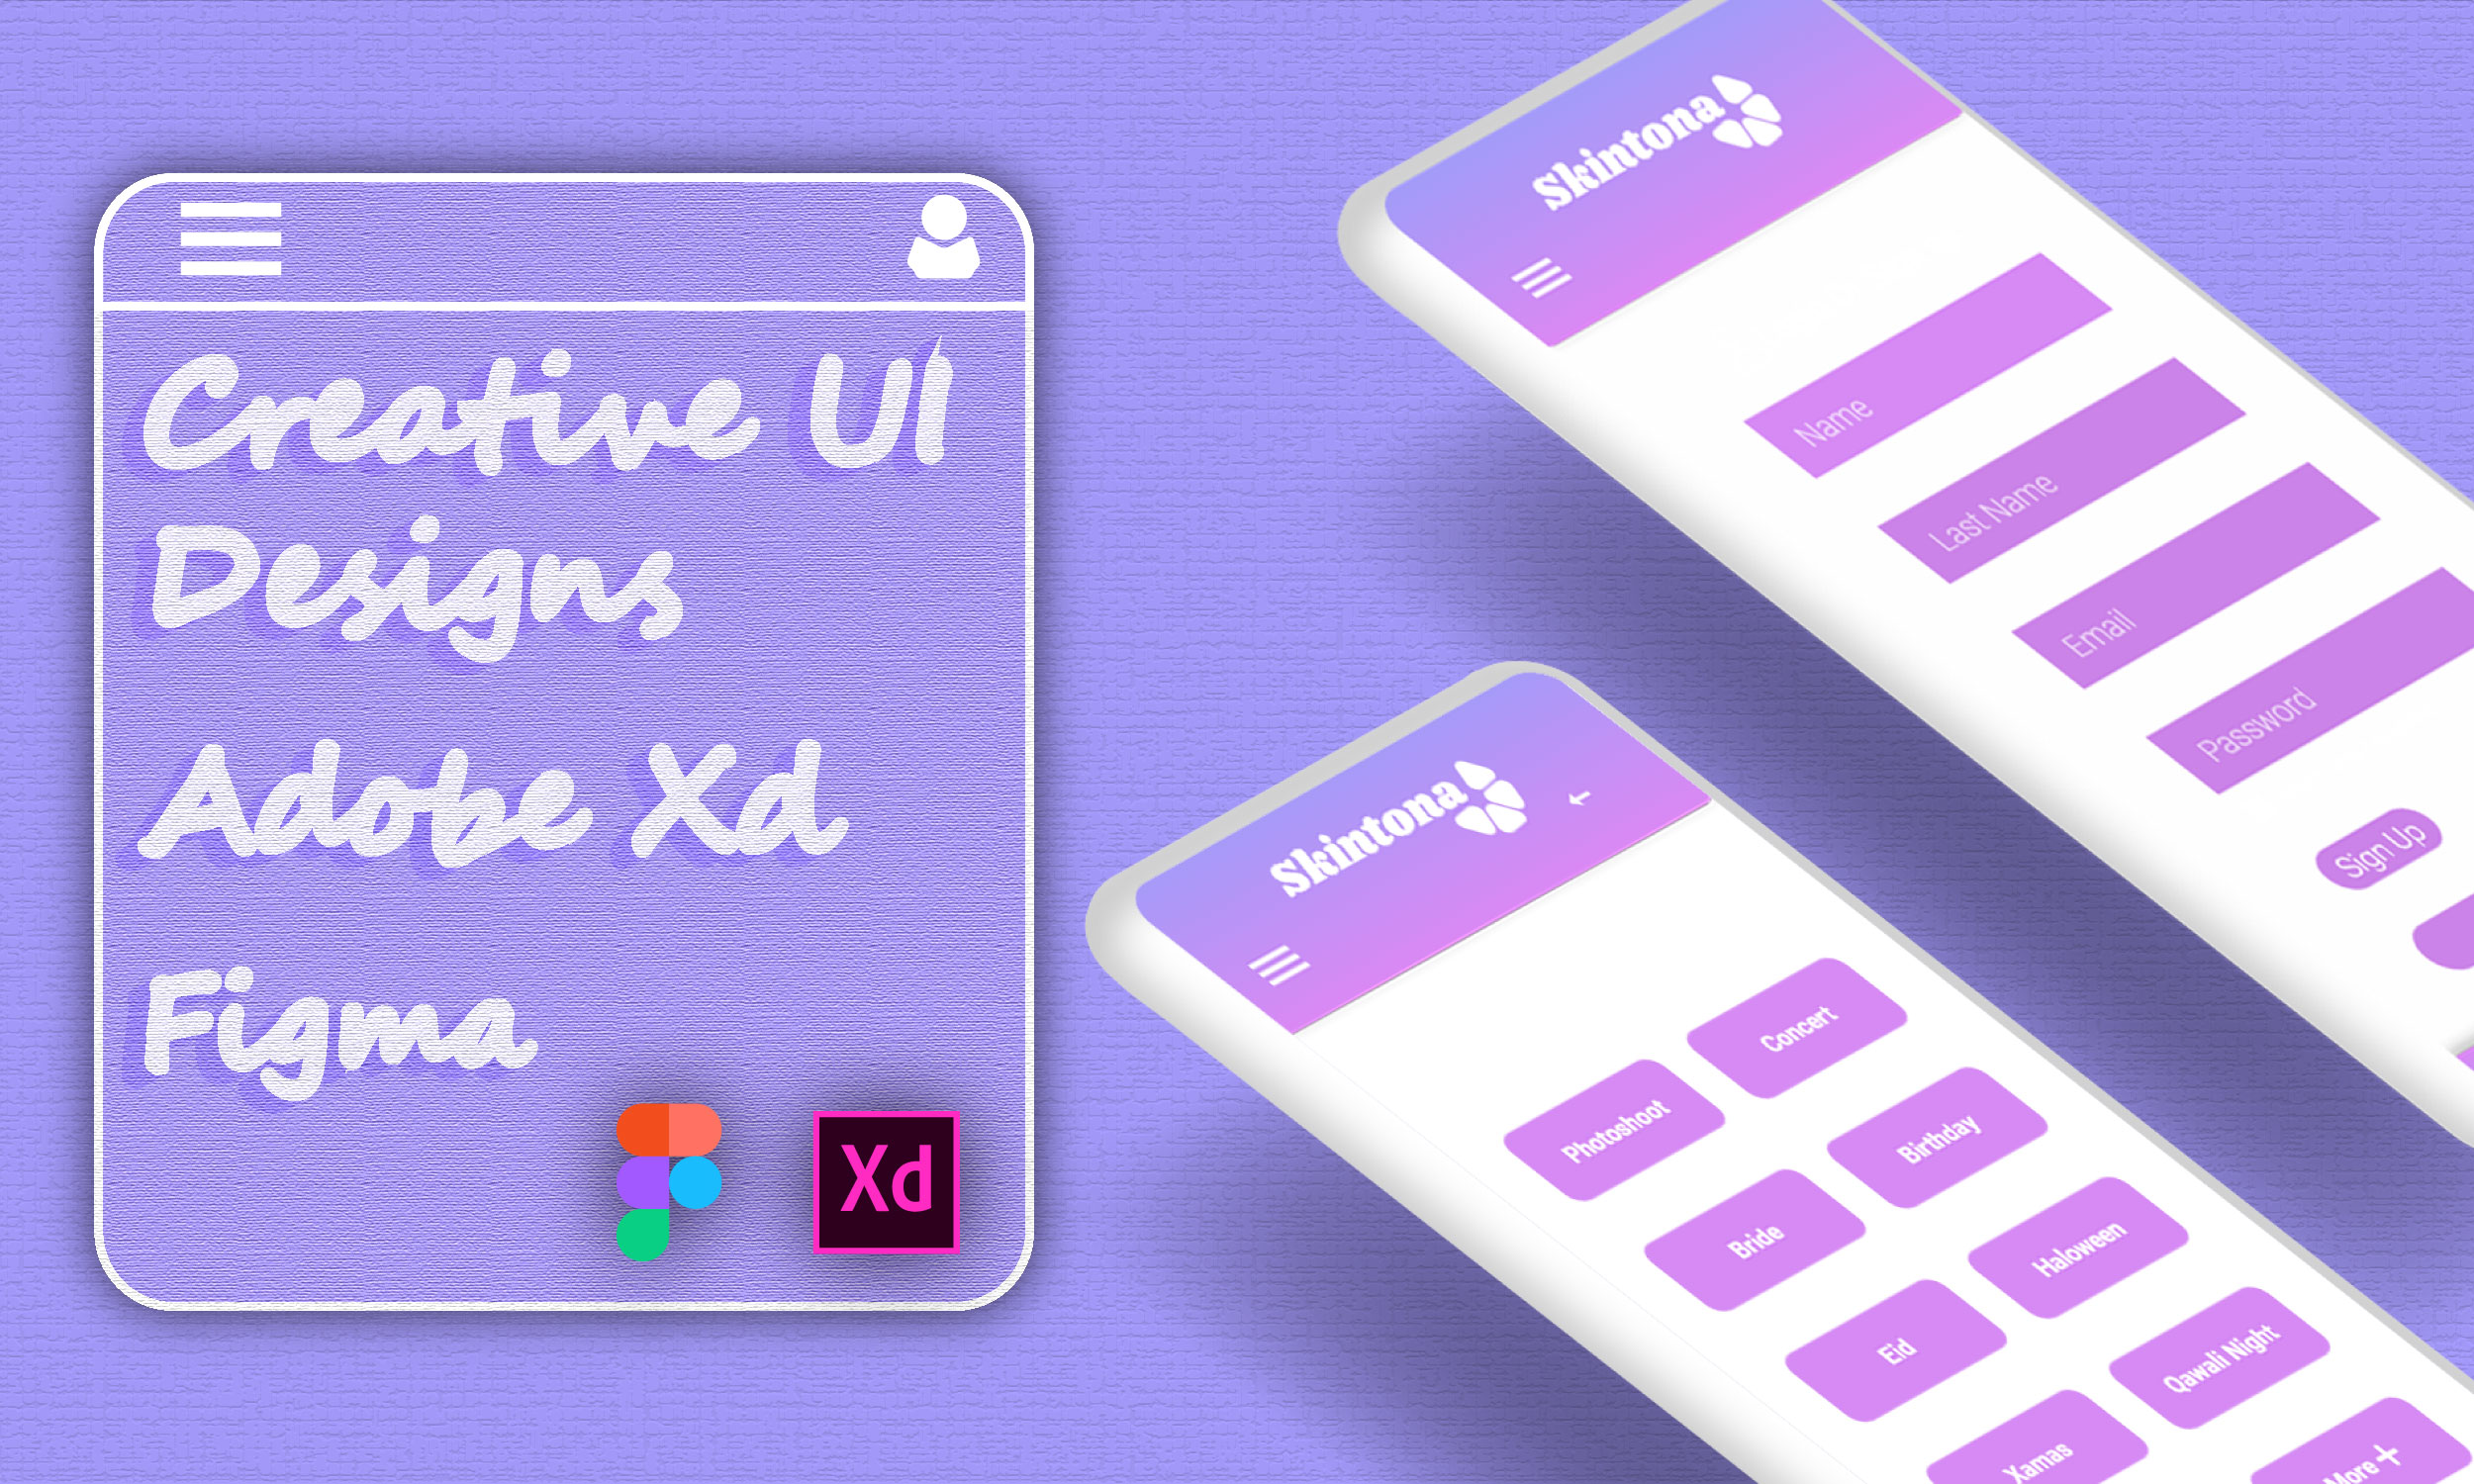 Creative UI
Designs
Adobe Xd
Figma
Xd
Skintona
Name
Last Name
Email
Password
Sign Up
Skintona
Concert
Photoshoot
Birthday
Bride
Haloween
Eid
Qawali Night
Xamas
More +